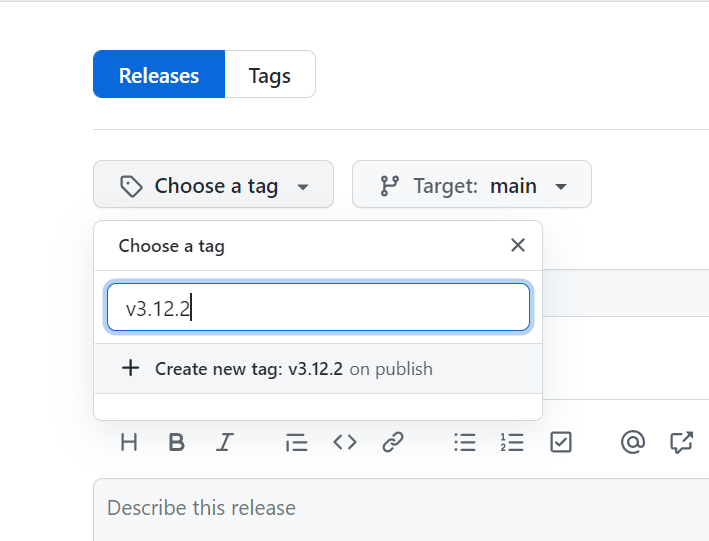 Releases Tags
Choose a tag Target: main
Choose a tag
v3.12.2
Create new tag: v3.12.2 on publish
Describe this release